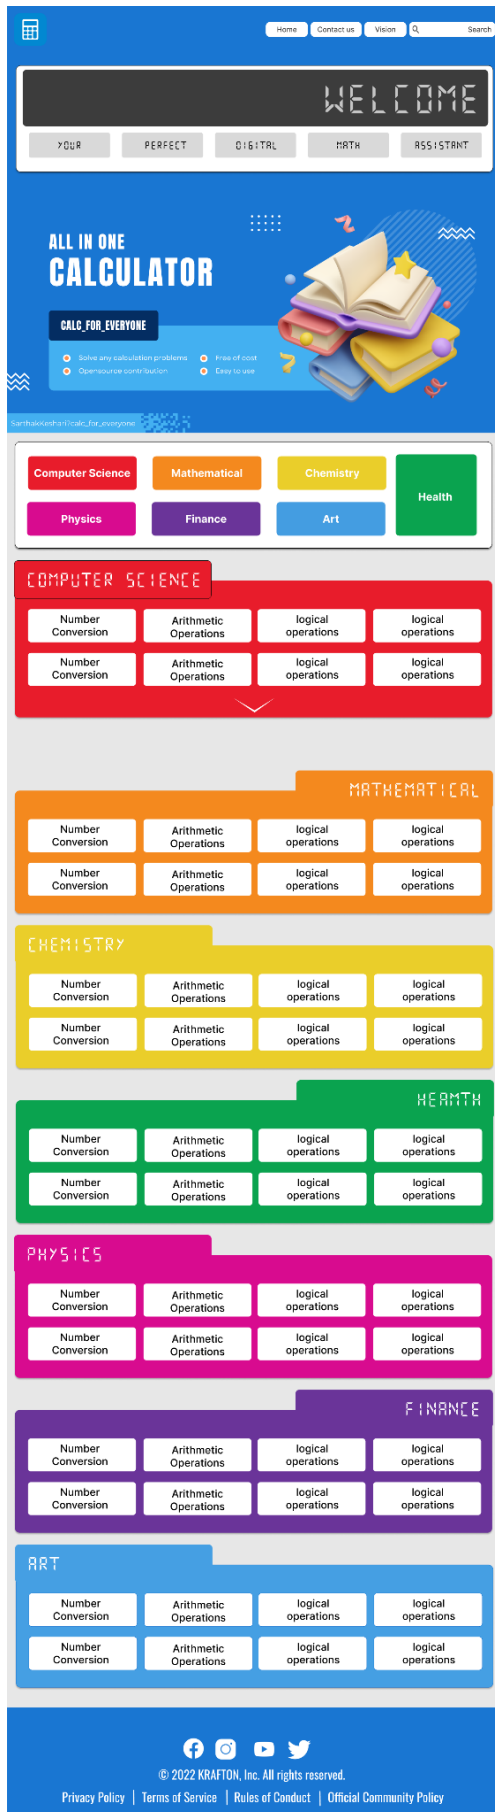 Home Contact us Vision Search
WELCOME
YOUR PERFECT DIGITAL MATH ASSISTANT
ALL IN ONE
CALCULATOR
CALC_FOR_EVERYONE
Solve any calculation problems Free of cost
Opensource contribution Easy to use
SarthakKeshari?calc_for_everyone
Computer Science Mathematical Chemistry
Health
Physics Finance Art
COMPUTER SCIENCE
Number Arithmetic logical logical
Conversion Operations operations operations
Number Arithmetic logical logical
Conversion Operations operations operations
MATHEMATICAL
Number Arithmetic logical logical
Conversion Operations operations operations
Number Arithmetic logical logical
Conversion Operations operations operations
CHEMISTRY
Number Arithmetic logical logical
Conversion Operations operations operations
Number Arithmetic logical logical
Conversion Operations operations operations
HEAMTH
Number Arithmetic logical logical
Conversion Operations operations operations
Number Arithmetic logical logical
Conversion Operations operations operations
PHYSICS
Number Arithmetic logical logical
Conversion Operations operations operations
Number Arithmetic logical logical
Conversion Operations operations operations
FINANCE
Number Arithmetic logical logical
Conversion Operations operations operations
Number Arithmetic logical logical
Conversion Operations operations operations
ART
Number Arithmetic logical logical
Conversion Operations operations operations
Number Arithmetic logical logical
Conversion Operations operations operations
© 2022 KRAFTON, Inc. All rights reserved.
Privacy Policy | Terms of Service | Rules of Conduct | Official Community Policy